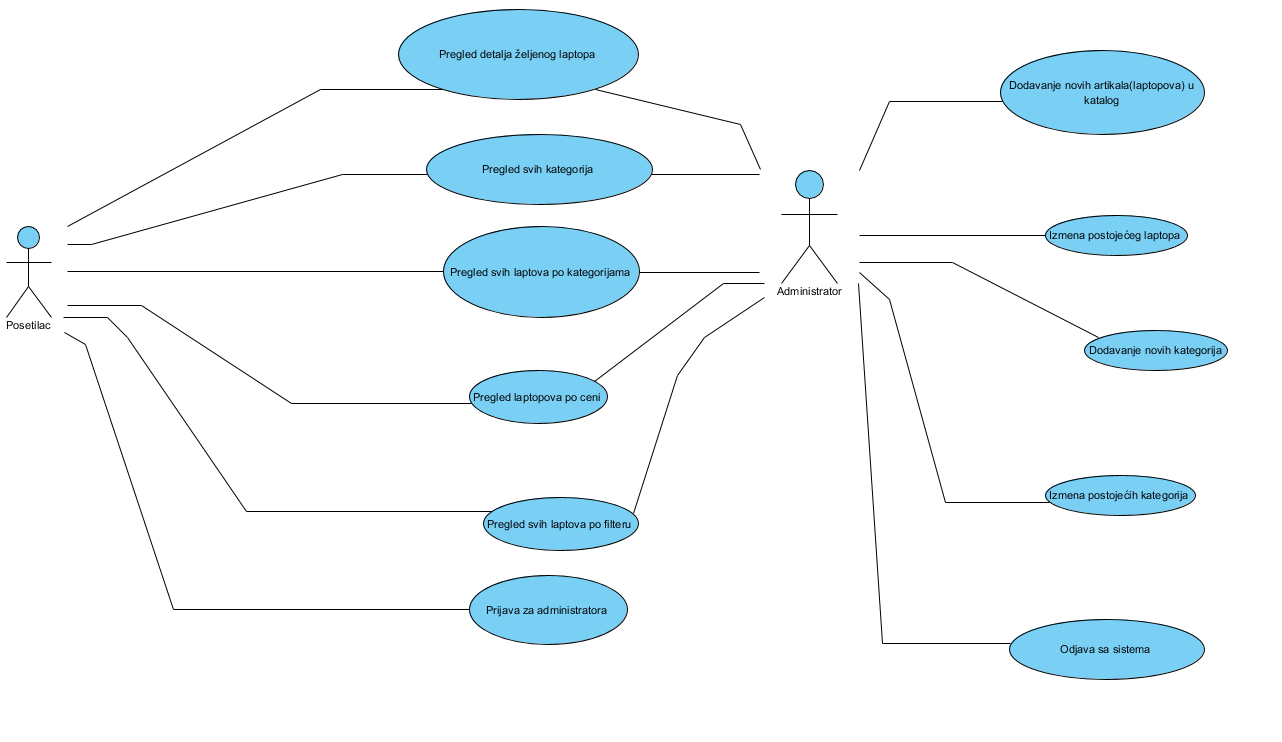 Pregled detalja željenog laptopa
Dodavanje novih artikala(laptopova) u
katalog
Pregled svih kategorija
Izmena postojećeg laptopa
Pregled svih laptova po kategorijama
Administrator
Posetilac
Dodavanje novih kategorija
Pregled laptopova po ceni
Izmena postojećih kategorija
Pregled svih laptova po filteru
Prijava za administratora
Odjava sa sistema